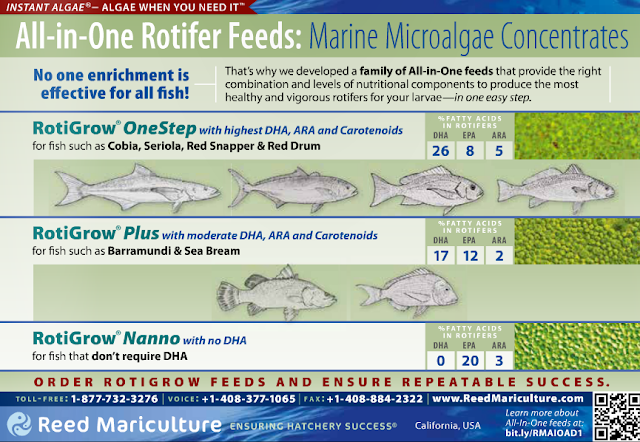 INSTANT ALGAE® – ALGAE WHEN YOU NEED IT™
All-in-One Rotifer Feeds: Marine Microalgae Concentrates
No one enrichment is
effective for all fish!
That's why we developed a family of All-in-One feeds that provide the right
combination and levels of nutritional components to produce the most
healthy and vigorous rotifers for your larvae—in one easy step.
RotiGrow® OneStep with highest DHA, ARA and Carotenoids
for fish such as Cobia, Seriola, Red Snapper & Red Drum
% FATTY ACIDS
IN ROTIFERS
DHA EPA ARA
26 8 5
RotiGrow® Plus with moderate DHA, ARA and Carotenoids
for fish such as Barramundi & Sea Bream
% FATTY ACIDS
IN ROTIFERS
DHA EPA ARA
17 12 2
RotiGrow® Nanno with no DHA
for fish that don't require DHA
% FATTY ACIDS
IN ROTIFERS
DHA EPA ARA
0 20 3
ORDER ROTIGROW FEEDS AND ENSURE REPEATABLE SUCCESS.
TOLL-FREE: 1-877-732-3276 | VOICE: +1-408-377-1065 | FAX: +1-408-884-2322 | www.ReedMariculture.com
Reed Mariculture ENSURING HATCHERY SUCCESS® California, USA
Learn more about
All-In-One feeds at:
bit.ly/RMAIOAD1